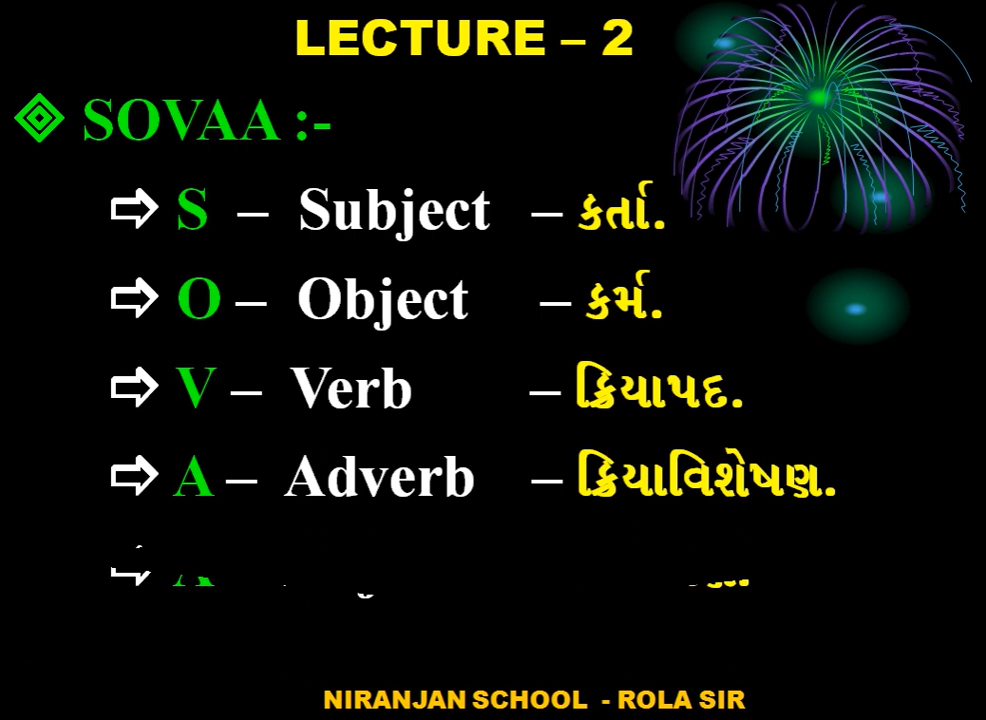 LECTURE – 2
SOVAA :-
S – Subject – કર્તા.
O – Object – કર્મ.
V – Verb – ક્રિયાપદ.
A – Adverb – ક્રિયાવિશેષણ.
NIRANJAN SCHOOL - ROLA SIR